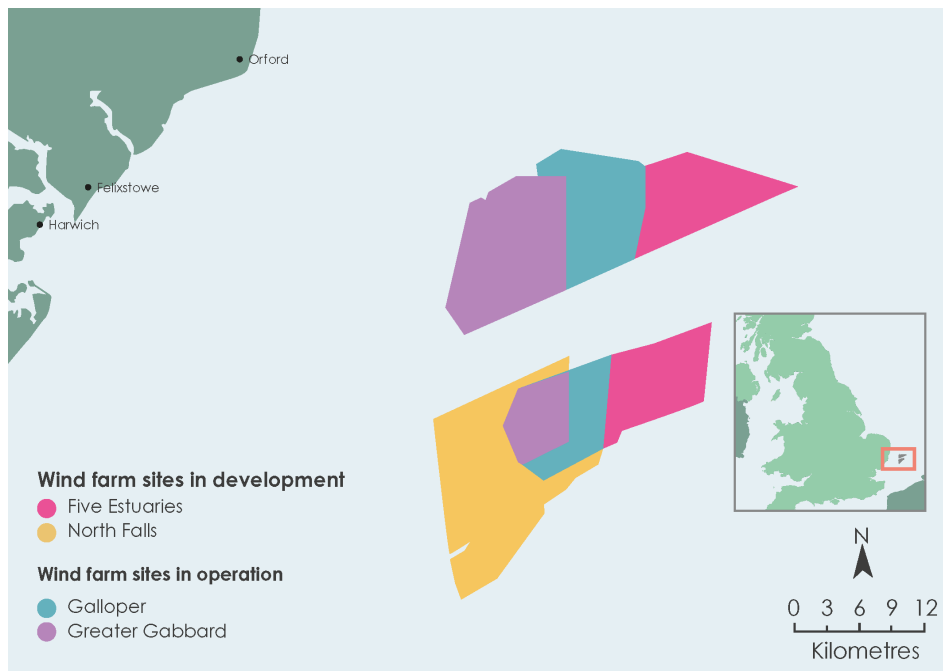 Orford
Felixstowe
Harwich
Wind farm sites in development
Five Estuaries
North Falls
Wind farm sites in operation
Galloper
Greater Gabbard
N
0 3 6 9 12
Kilometres